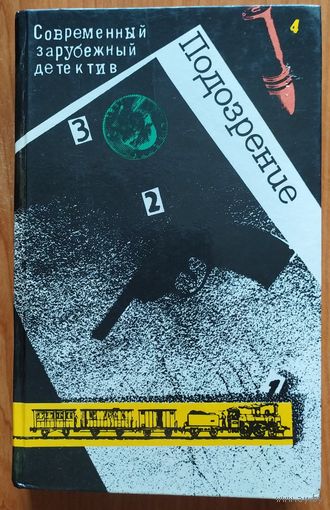 Современный
зарубежный
детектив
4
Подозрение
3
2
1